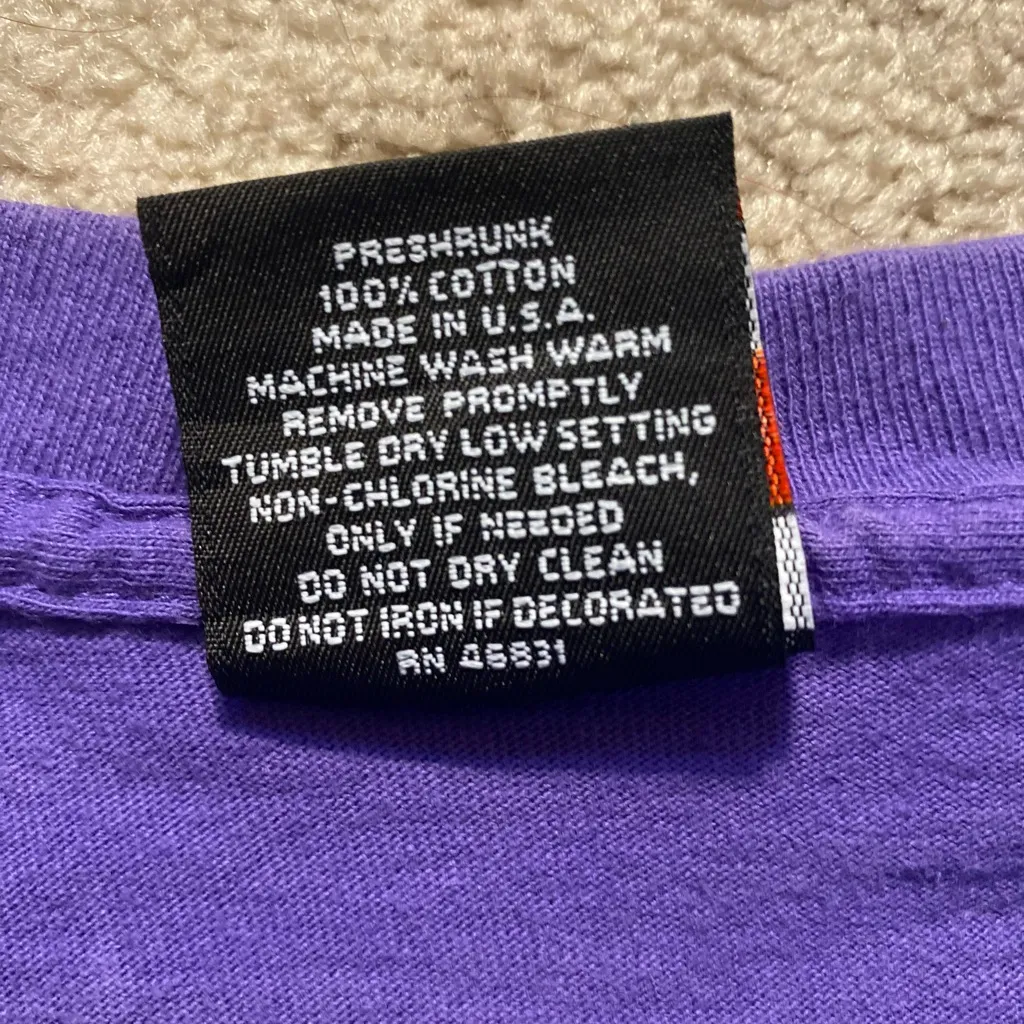 PRESHRUNK
100% COTTON
MADE IN U.S.A.
MACHINE WASH WARM
REMOVE PROMPTLY
TUMBLE DRY LOW SETTING
NON-CHLORINE BLEACH,
ONLY IF NEEDED
DO NOT DRY CLEAN
DO NOT IRON IF DECORATED
RN